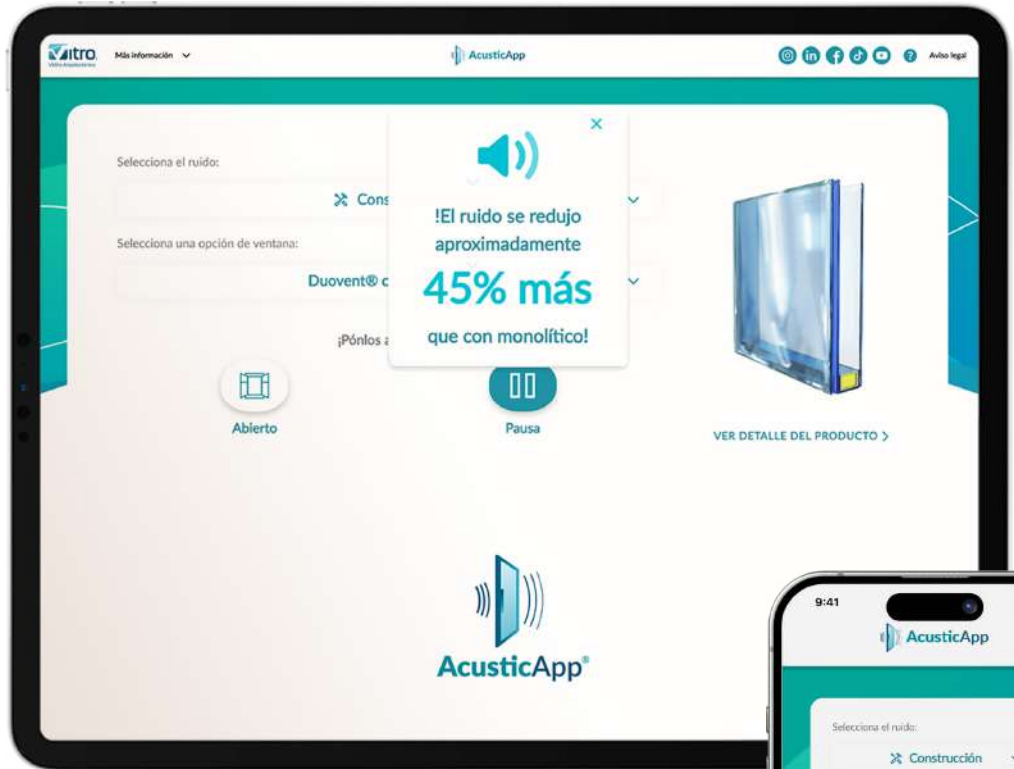 Vitro.
Vidrio Arquitectónico
Más información
AcusticApp
?
Aviso legal
Selecciona el ruido:
Cons
Selecciona una opción de ventana:
Duovent® c
¡Pónlos a
!El ruido se redujo
aproximadamente
45% más
que con monolítico!
Abierto
Pausa
VER DETALLE DEL PRODUCTO >
AcusticApp®
9:41
AcusticApp
Selecciona el ruido:
Construcción